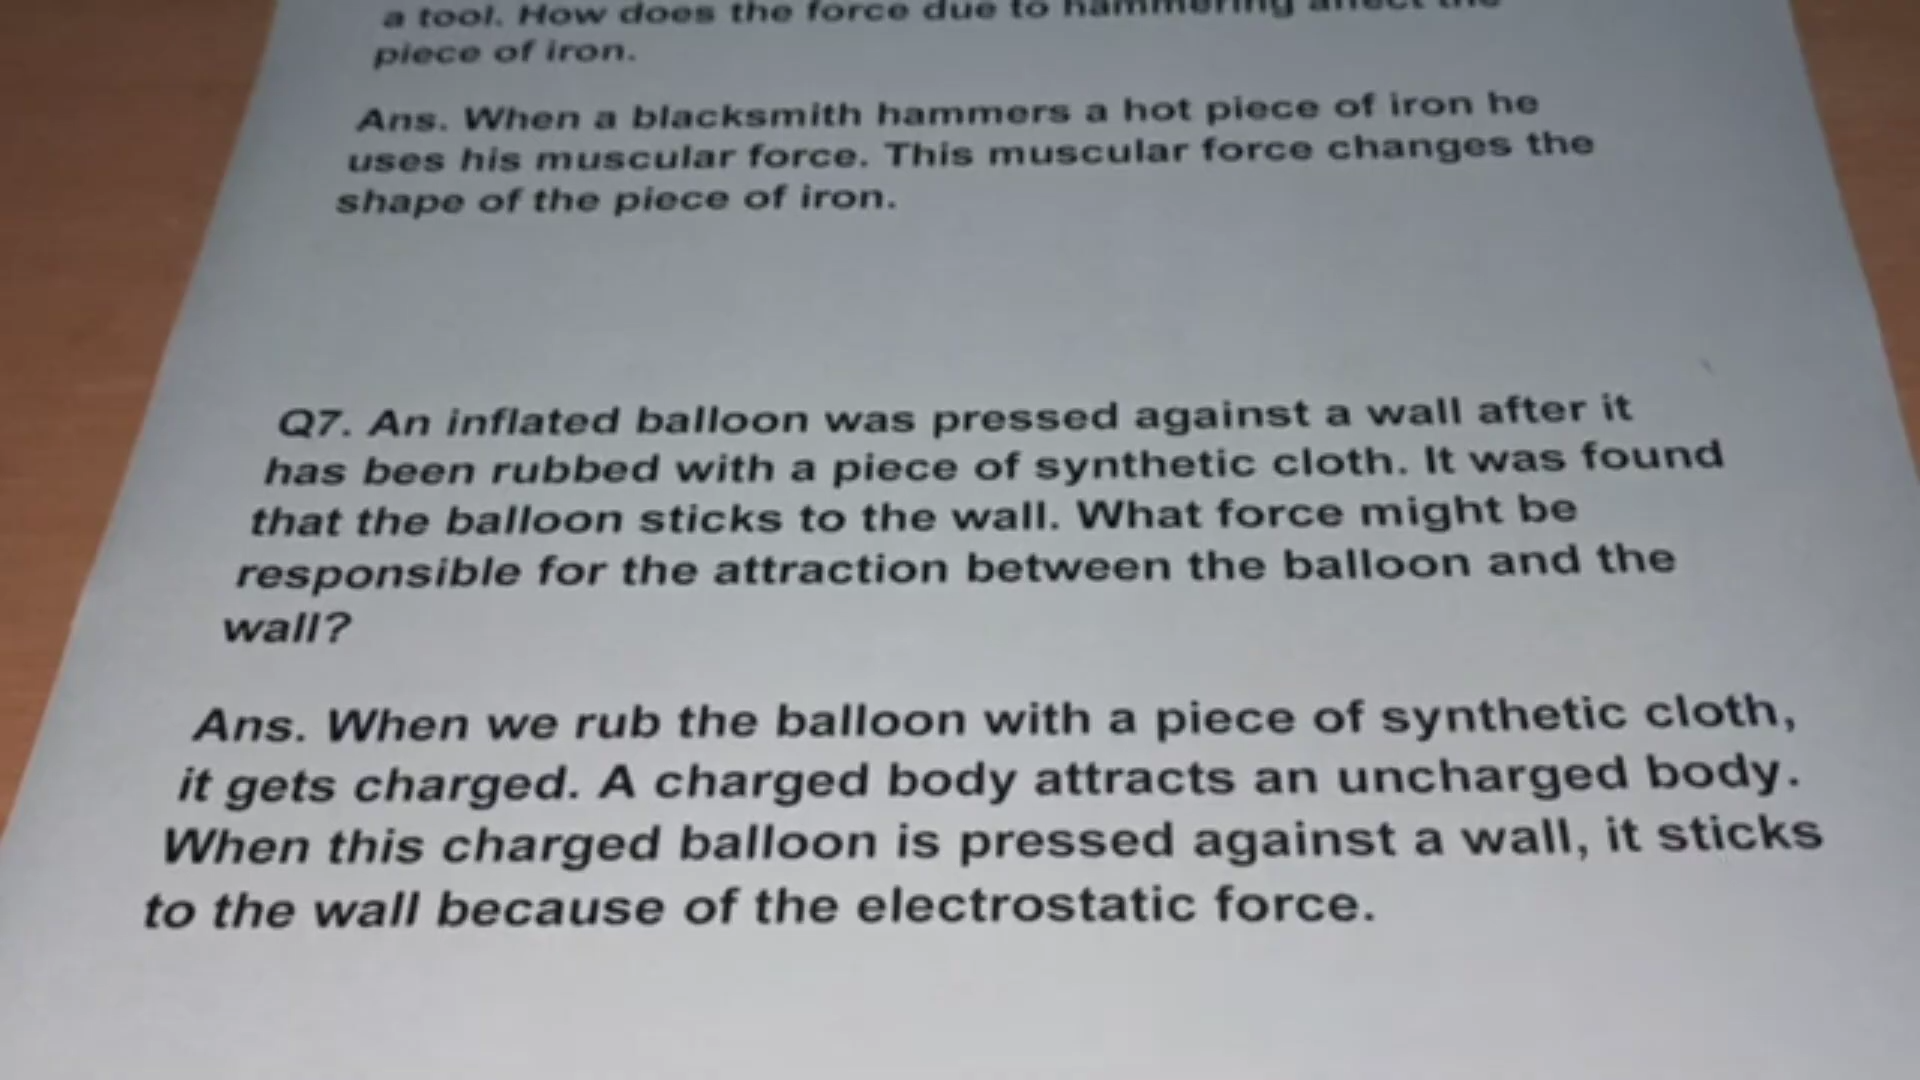 a tool. How does the force due to hammering affect the
piece of iron.
Ans. When a blacksmith hammers a hot piece of iron he
uses his muscular force. This muscular force changes the
shape of the piece of iron.
Q7. An inflated balloon was pressed against a wall after it
has been rubbed with a piece of synthetic cloth. It was found
that the balloon sticks to the wall. What force might be
responsible for the attraction between the balloon and the
wall?
Ans. When we rub the balloon with a piece of synthetic cloth,
it gets charged. A charged body attracts an uncharged body.
When this charged balloon is pressed against a wall, it sticks
to the wall because of the electrostatic force.